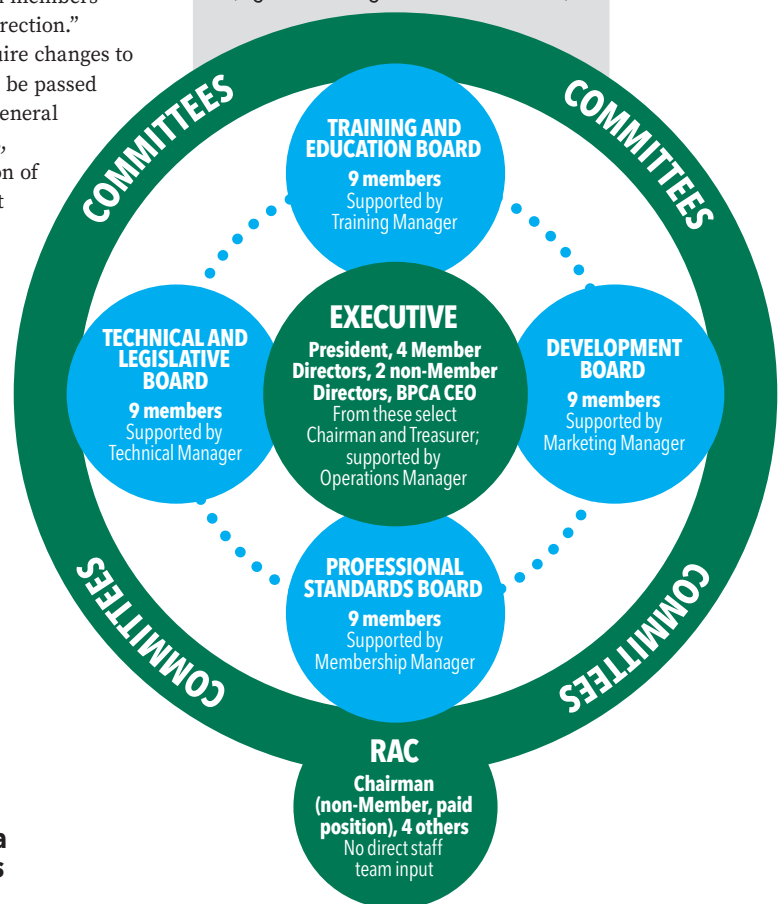 members
rection.”
uire changes to
be passed
eneral
on of
t
COMMITTEES
COMMITTEES
TRAINING AND
EDUCATION BOARD
9 members
Supported by
Training Manager
TECHNICAL AND
LEGISLATIVE
BOARD
9 members
Supported by
Technical Manager
EXECUTIVE
President, 4 Member
Directors, 2 non-Member
Directors, BPCA CEO
From these select
Chairman and Treasurer;
supported by
Operations Manager
DEVELOPMENT
BOARD
9 members
Supported by
Marketing Manager
PROFESSIONAL
STANDARDS BOARD
9 members
Supported by
Membership Manager
COMMITTEES
COMMITTEES
RAC
Chairman
(non-Member, paid
position), 4 others
No direct staff
team input
a
s